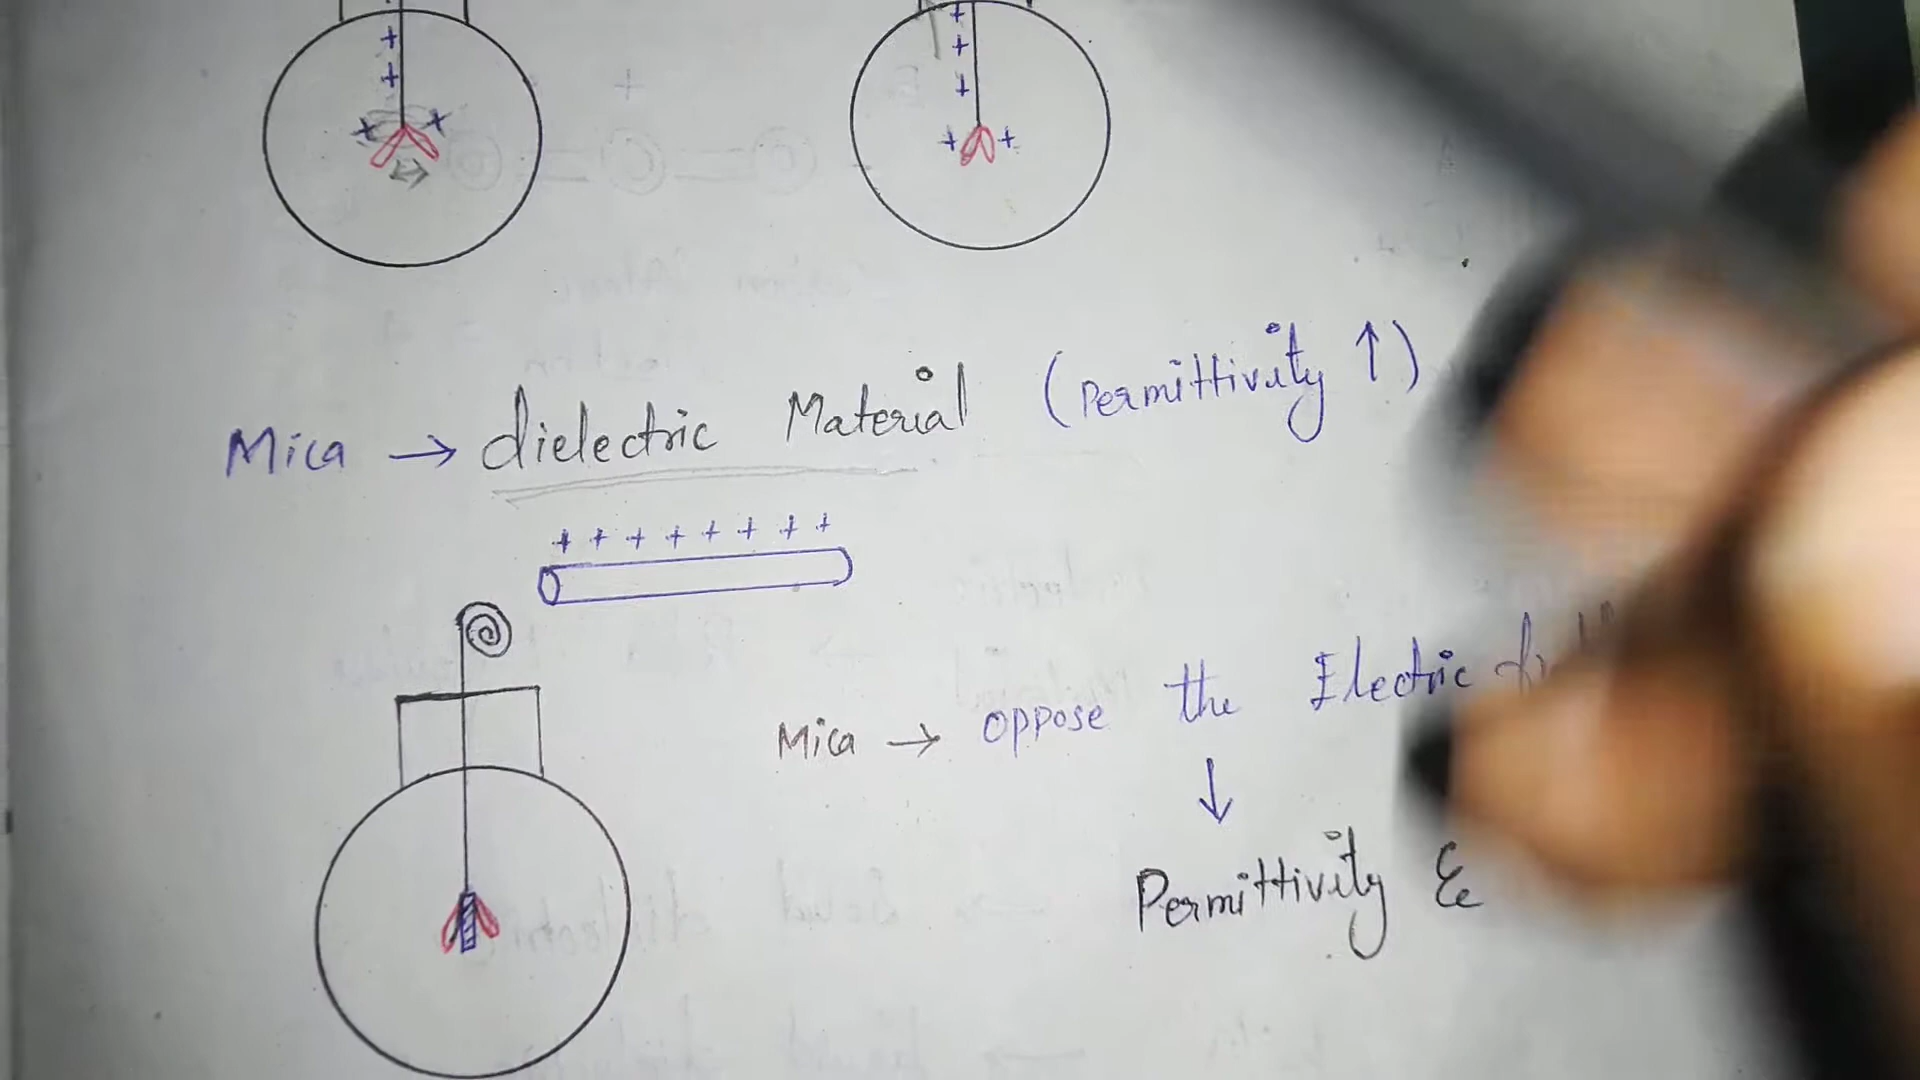 + +
+ +
+
+ +
+ +
Mica → dielectric Material (Permittivity ↑)
+ + + + + + + +
Mica → oppose the Electric
↓
Permittivity